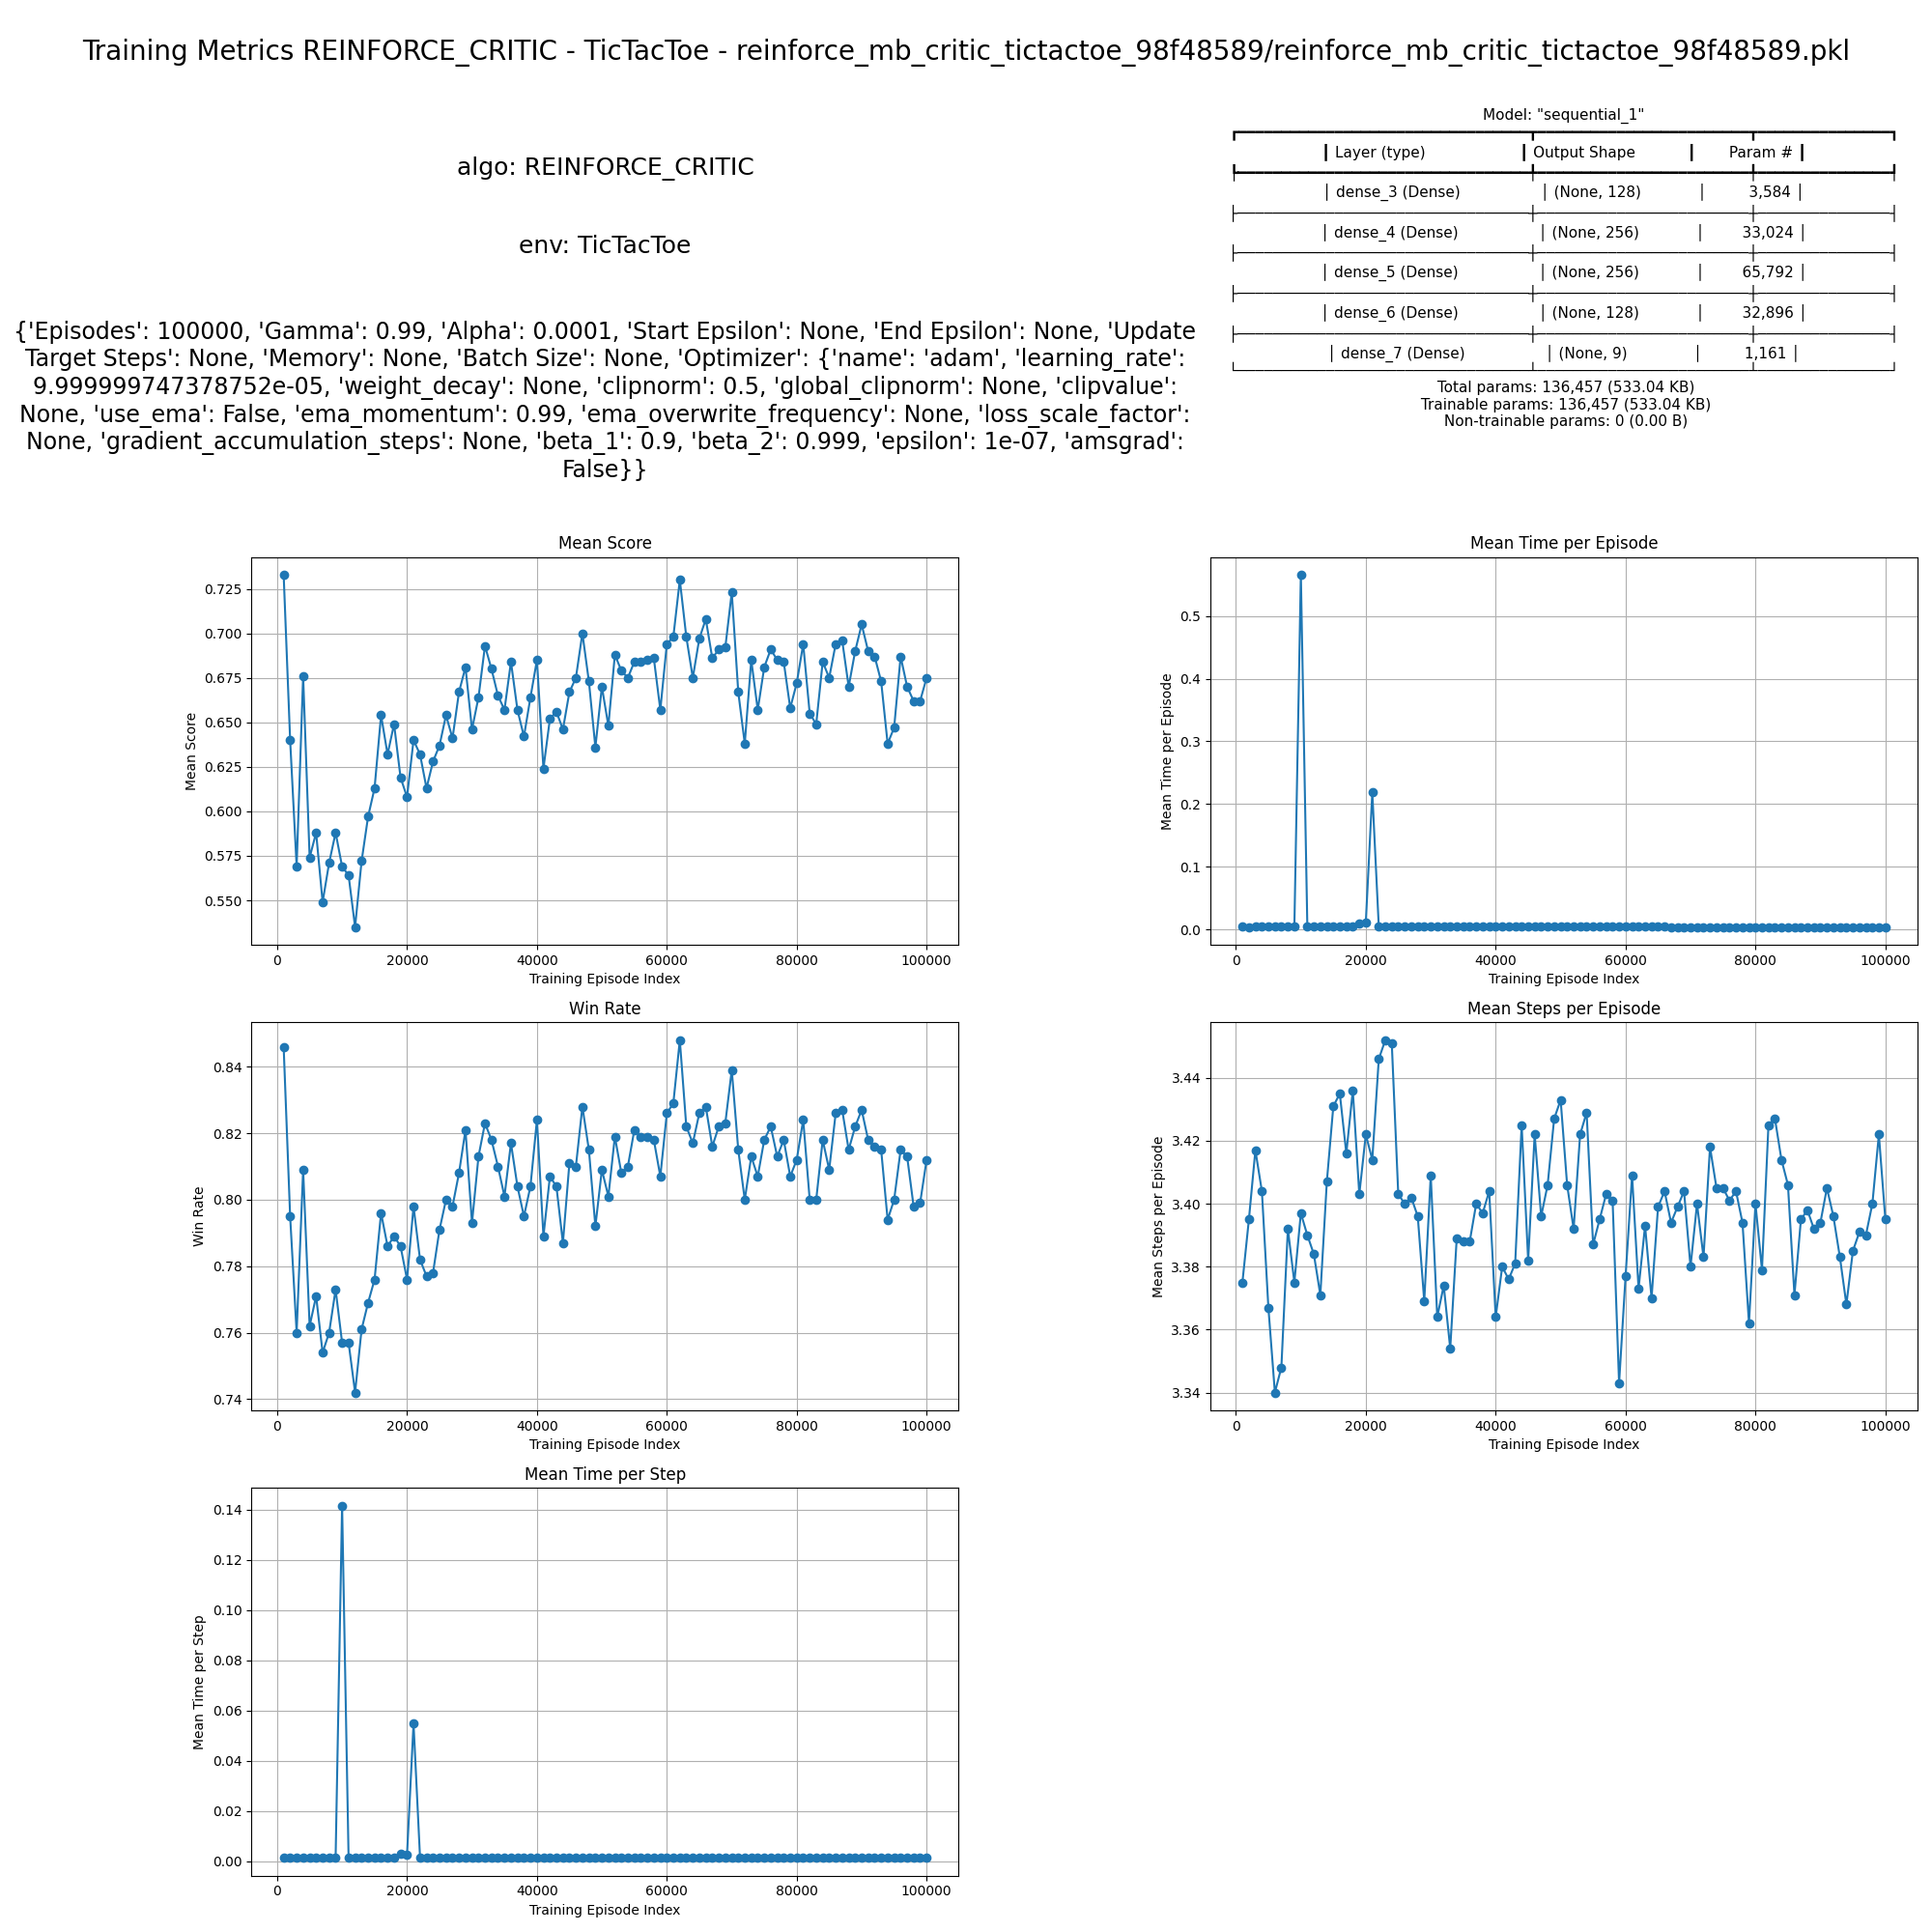 Training Metrics REINFORCE_CRITIC - TicTacToe - reinforce_mb_critic_tictactoe_98f48589/reinforce_mb_critic_tictactoe_98f48589.pkl
algo: REINFORCE_CRITIC
env: TicTacToe
{'Episodes': 100000, 'Gamma': 0.99, 'Alpha': 0.0001, 'Start Epsilon': None, 'End Epsilon': None, 'Update
Target Steps': None, 'Memory': None, 'Batch Size': None, 'Optimizer': {'name': 'adam', 'learning_rate':
9.999999747378752e-05, 'weight_decay': None, 'clipnorm': 0.5, 'global_clipnorm': None, 'clipvalue':
None, 'use_ema': False, 'ema_momentum': 0.99, 'ema_overwrite_frequency': None, 'loss_scale_factor':
None, 'gradient_accumulation_steps': None, 'beta_1': 0.9, 'beta_2': 0.999, 'epsilon': 1e-07, 'amsgrad':
False}}
Model: "sequential_1"
Layer (type) Output Shape Param #
dense_3 (Dense) (None, 128) 3,584
dense_4 (Dense) (None, 256) 33,024
dense_5 (Dense) (None, 256) 65,792
dense_6 (Dense) (None, 128) 32,896
dense_7 (Dense) (None, 9) 1,161
Total params: 136,457 (533.04 KB)
Trainable params: 136,457 (533.04 KB)
Non-trainable params: 0 (0.00 B)
Mean Score
Mean Score
0.725
0.700
0.675
0.650
0.625
0.600
0.575
0.550
0 20000 40000 60000 80000 100000
Training Episode Index
Mean Time per Episode
Mean Time per Episode
0.5
0.4
0.3
0.2
0.1
0.0
0 20000 40000 60000 80000 100000
Training Episode Index
Win Rate
Win Rate
0.84
0.82
0.80
0.78
0.76
0.74
0 20000 40000 60000 80000 100000
Training Episode Index
Mean Steps per Episode
Mean Steps per Episode
3.44
3.42
3.40
3.38
3.36
3.34
0 20000 40000 60000 80000 100000
Training Episode Index
Mean Time per Step
Mean Time per Step
0.14
0.12
0.10
0.08
0.06
0.04
0.02
0.00
0 20000 40000 60000 80000 100000
Training Episode Index